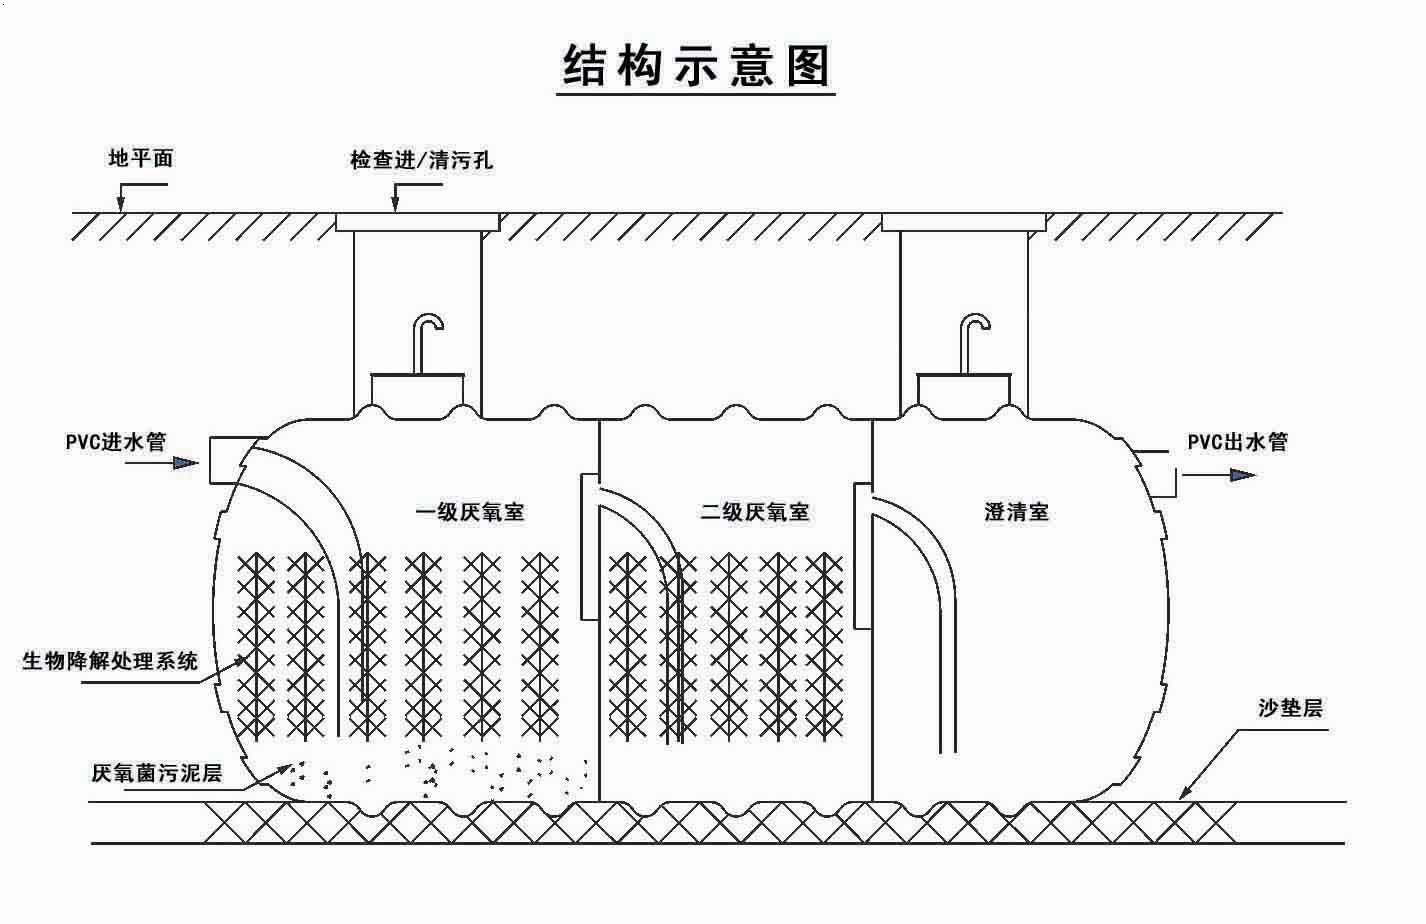 结构示意图
地平面
检查进/清污孔
PVC进水管
PVC出水管
一级厌氧室
二级厌氧室
澄清室
生物降解处理系统
沙垫层
厌氧菌污泥层